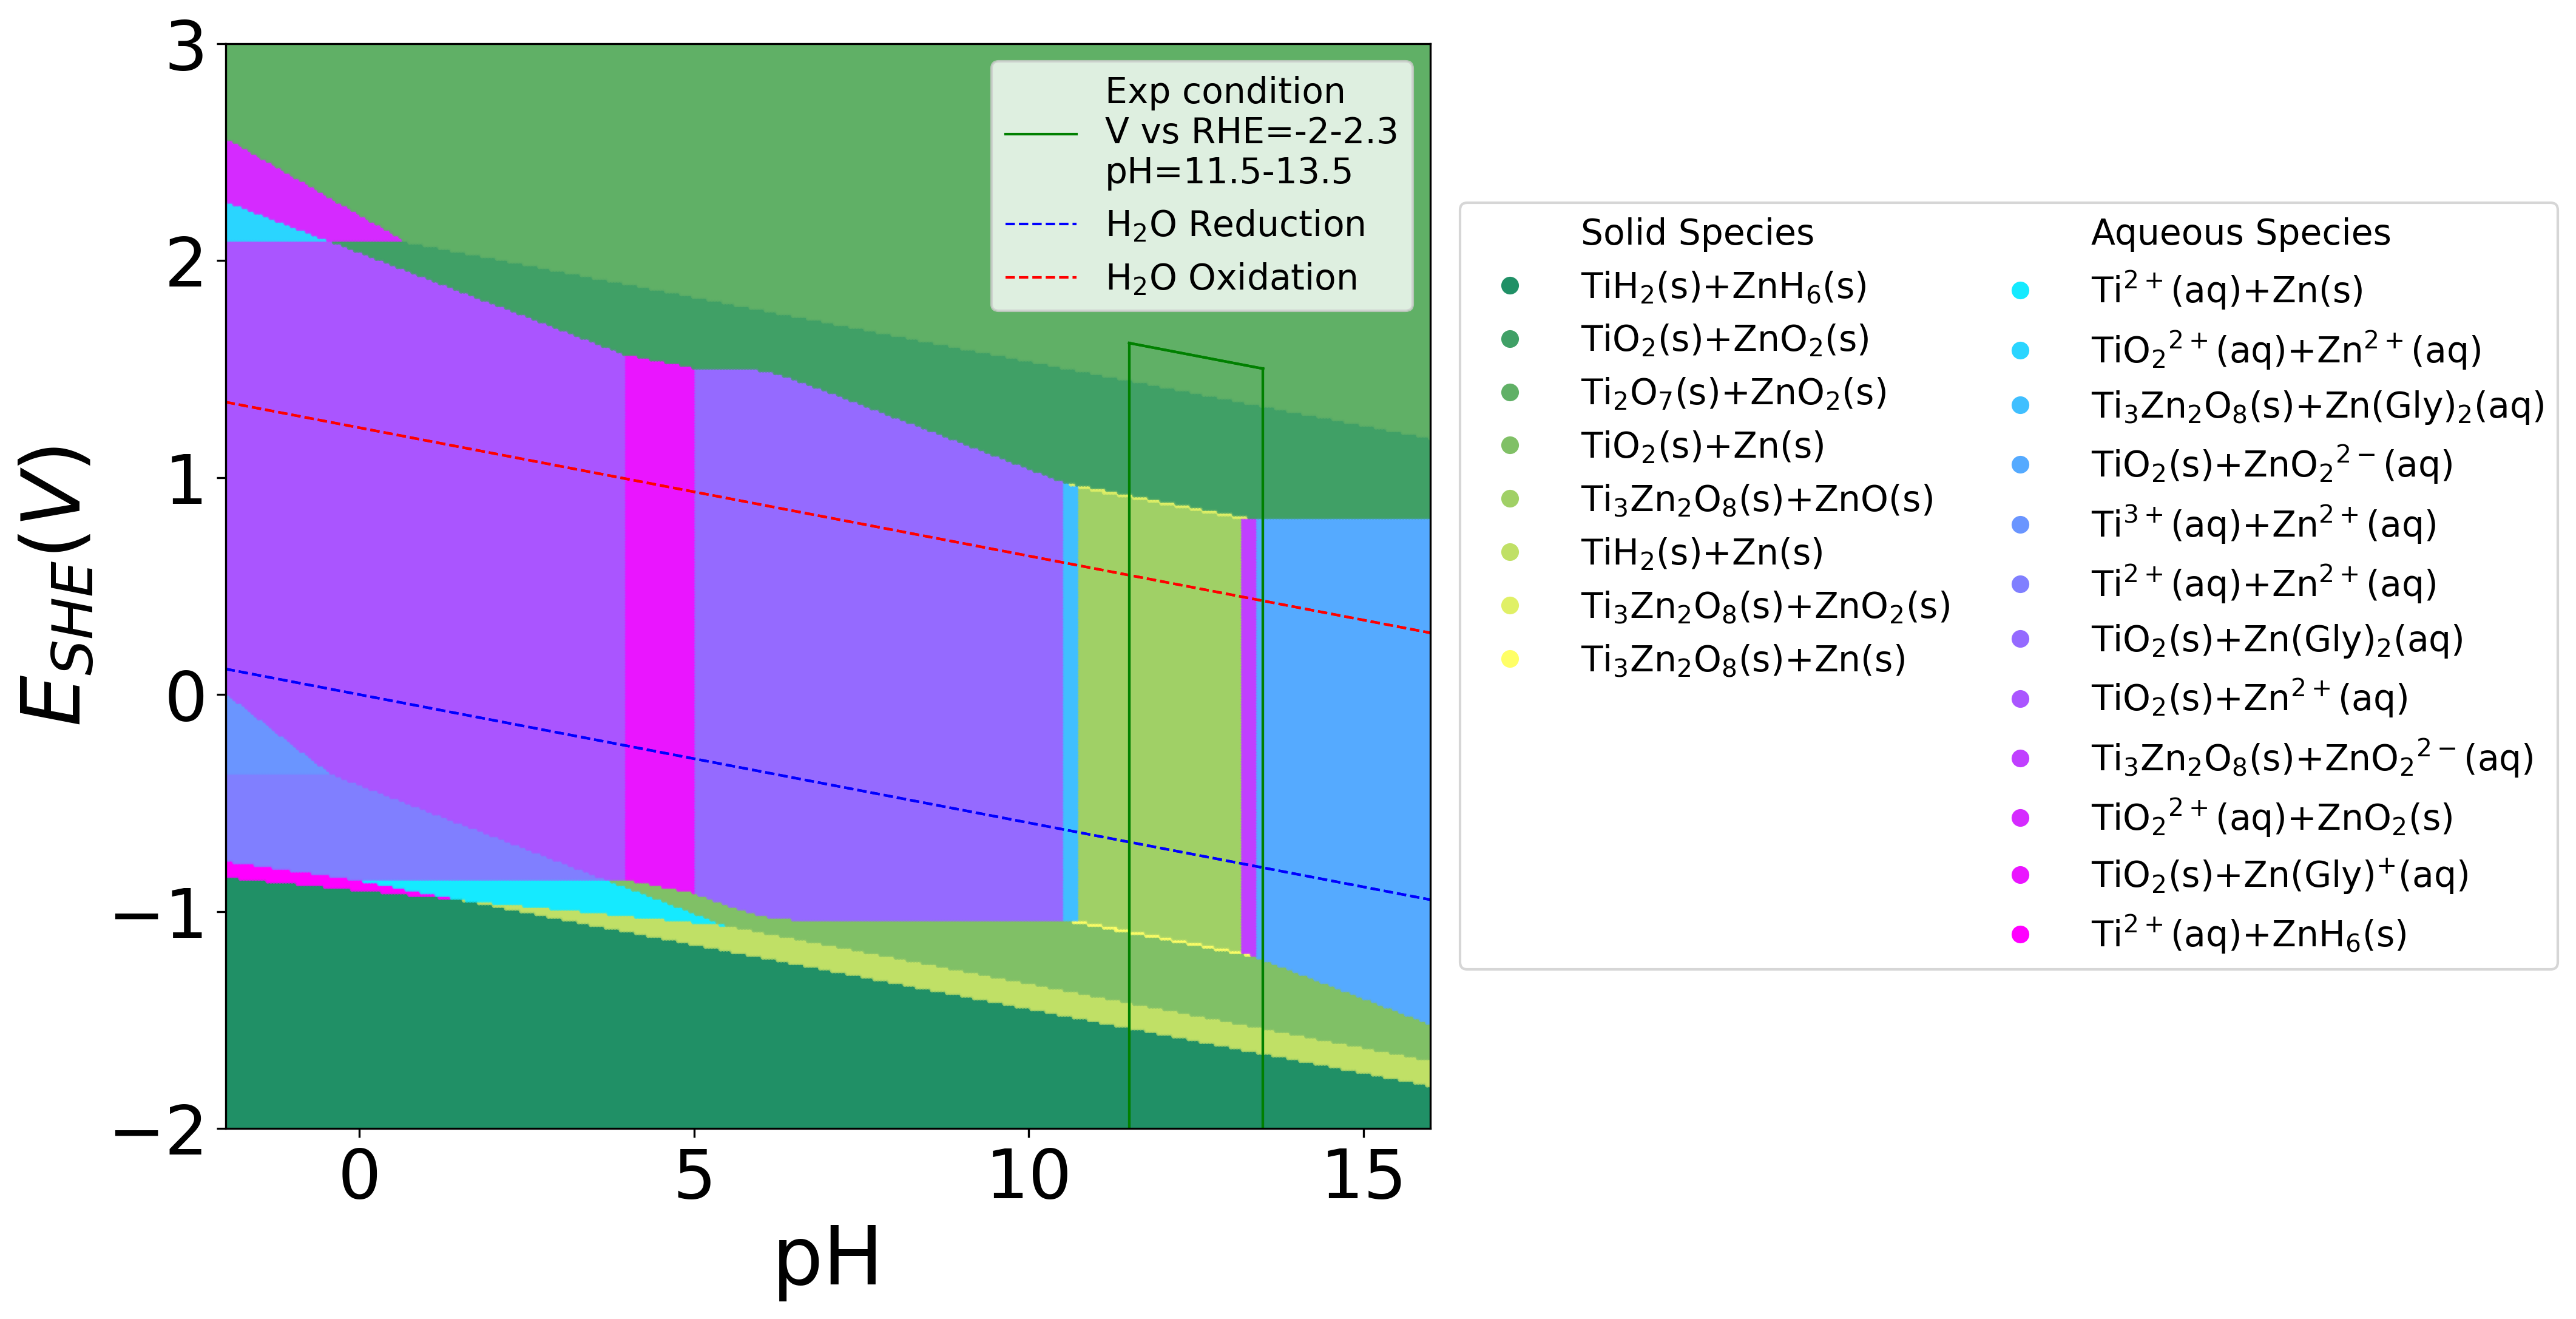 3
2
1
0
−1
−2
E_SHE(V)
0 5 10 15
pH
Exp condition
V vs RHE=-2-2.3
pH=11.5-13.5
H₂O Reduction
H₂O Oxidation
Solid Species
TiH₂(s)+ZnH₆(s)
TiO₂(s)+ZnO₂(s)
Ti₂O₇(s)+ZnO₂(s)
TiO₂(s)+Zn(s)
Ti₃Zn₂O₈(s)+ZnO(s)
TiH₂(s)+Zn(s)
Ti₃Zn₂O₈(s)+ZnO₂(s)
Ti₃Zn₂O₈(s)+Zn(s)
Aqueous Species
Ti²⁺(aq)+Zn(s)
TiO₂²⁺(aq)+Zn²⁺(aq)
Ti₃Zn₂O₈(s)+Zn(Gly)₂(aq)
TiO₂(s)+ZnO₂²⁻(aq)
Ti³⁺(aq)+Zn²⁺(aq)
Ti²⁺(aq)+Zn²⁺(aq)
TiO₂(s)+Zn(Gly)₂(aq)
TiO₂(s)+Zn²⁺(aq)
Ti₃Zn₂O₈(s)+ZnO₂²⁻(aq)
TiO₂²⁺(aq)+ZnO₂(s)
TiO₂(s)+Zn(Gly)⁺(aq)
Ti²⁺(aq)+ZnH₆(s)